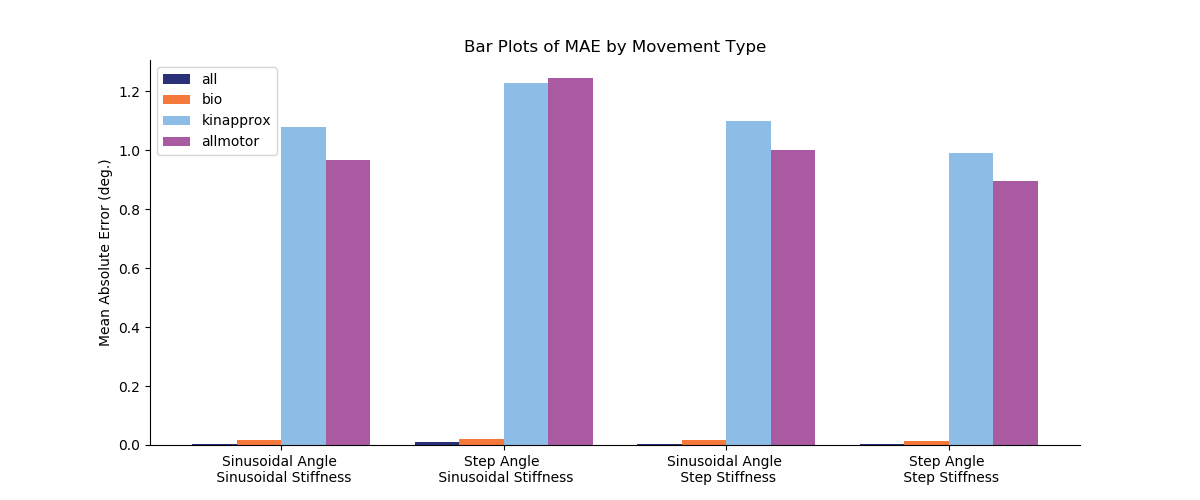 Bar Plots of MAE by Movement Type
all
bio
kinapprox
allmotor
Mean Absolute Error (deg.)
1.2
1.0
0.8
0.6
0.4
0.2
0.0
Sinusoidal Angle
Sinusoidal Stiffness
Step Angle
Sinusoidal Stiffness
Sinusoidal Angle
Step Stiffness
Step Angle
Step Stiffness